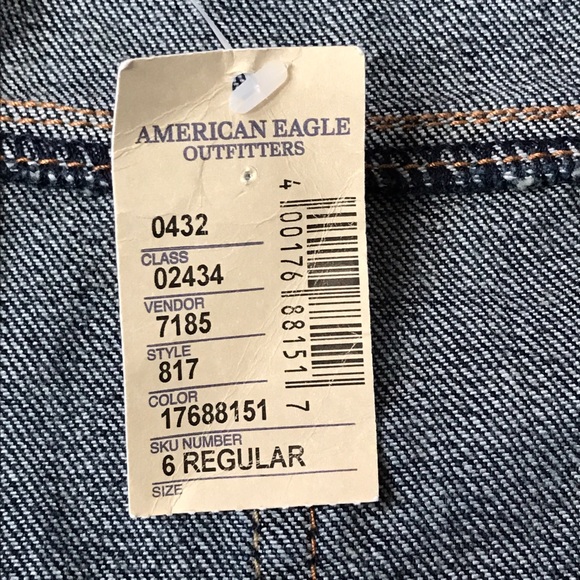 AMERICAN EAGLE
OUTFITTERS
0432
CLASS
02434
VENDOR
7185
STYLE
817
COLOR
17688151
SKU NUMBER
6 REGULAR
SIZE
4 00176 88151 7